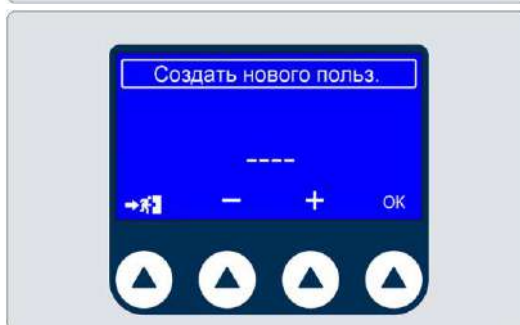 Создать нового польз.
----
− + OK